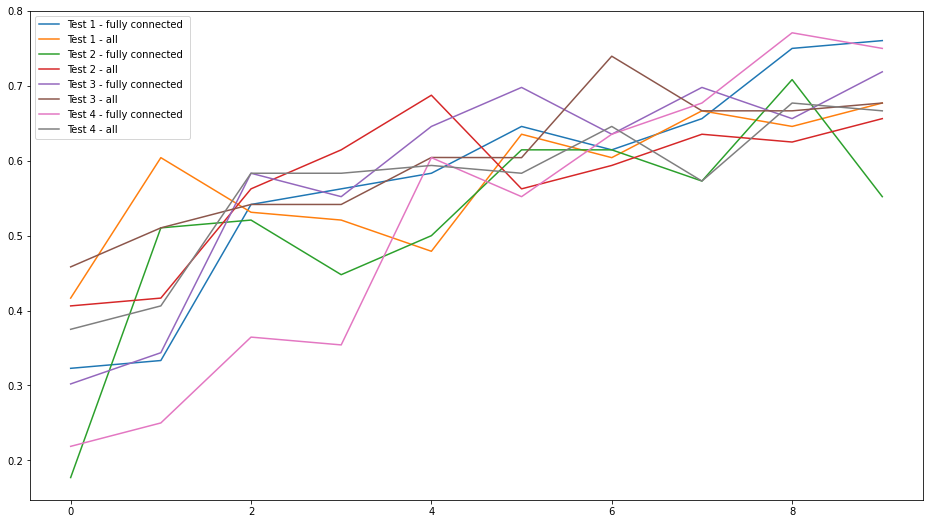 0.8
0.7
0.6
0.5
0.4
0.3
0.2
Test 1 - fully connected
Test 1 - all
Test 2 - fully connected
Test 2 - all
Test 3 - fully connected
Test 3 - all
Test 4 - fully connected
Test 4 - all
0 2 4 6 8